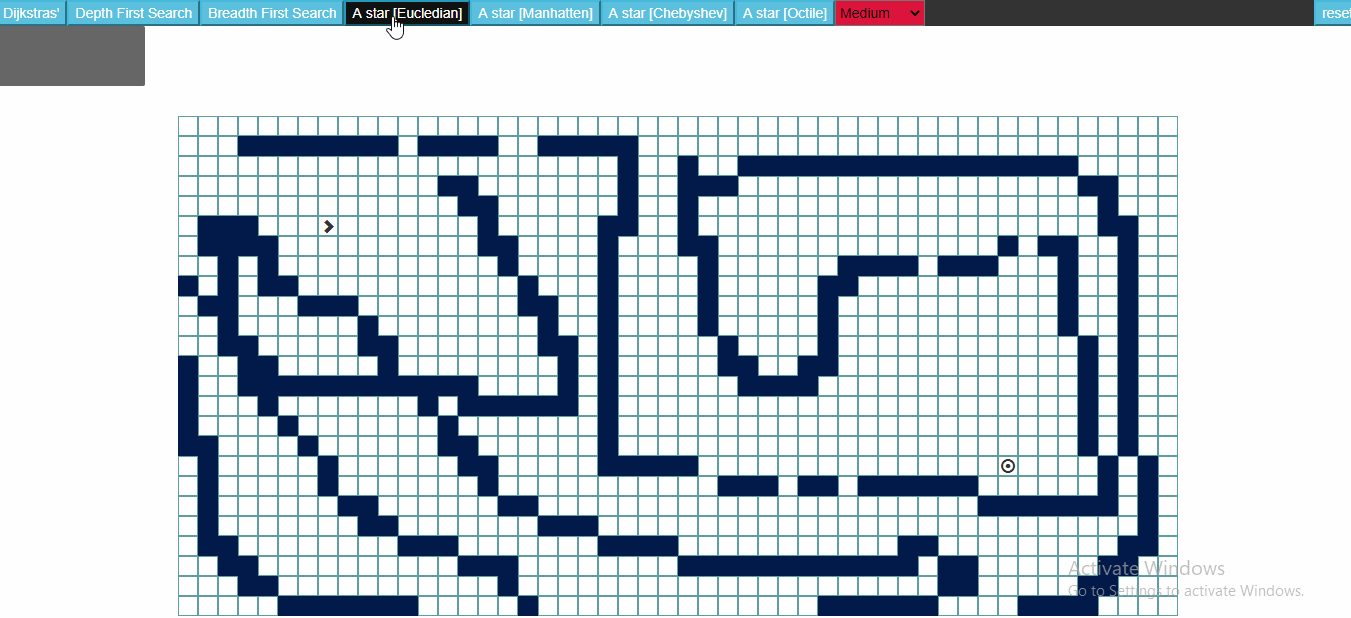 Dijkstras' Depth First Search Breadth First Search A star [Eucledian] A star [Manhatten] A star [Chebyshev] A star [Octile] Medium reset
Activate Windows
Go to Settings to activate Windows.